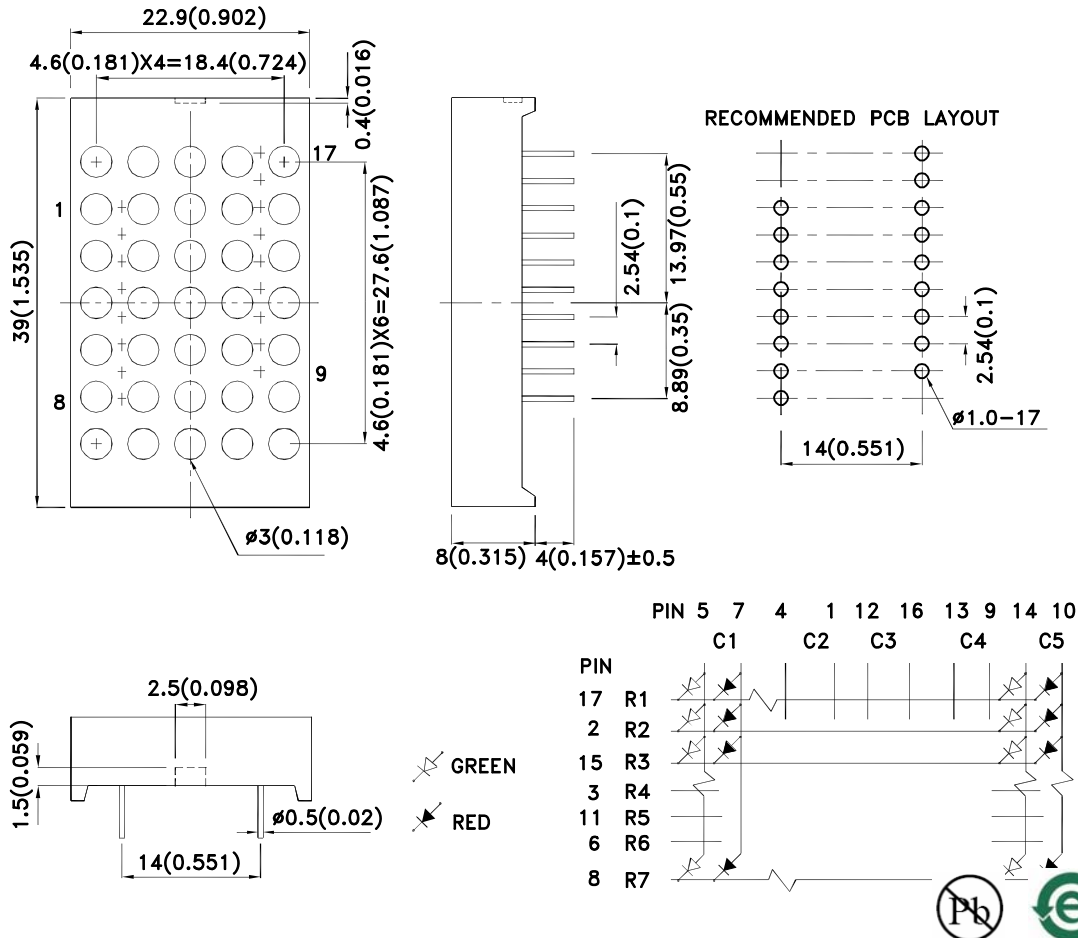 22.9(0.902)
4.6(0.181)X4=18.4(0.724)
0.4(0.016)
17
1
39(1.535)
4.6(0.181)X6=27.6(1.087)
9
8
ø3(0.118)
13.97(0.55)
2.54(0.1)
8.89(0.35)
8(0.315) 4(0.157)±0.5
RECOMMENDED PCB LAYOUT
2.54(0.1)
ø1.0-17
14(0.551)
2.5(0.098)
1.5(0.059)
ø0.5(0.02)
14(0.551)
GREEN
RED
PIN 5 7 4 1 12 16 13 9 14 10
C1 C2 C3 C4 C5
PIN
17 R1
2 R2
15 R3
3 R4
11 R5
6 R6
8 R7
Pb
e